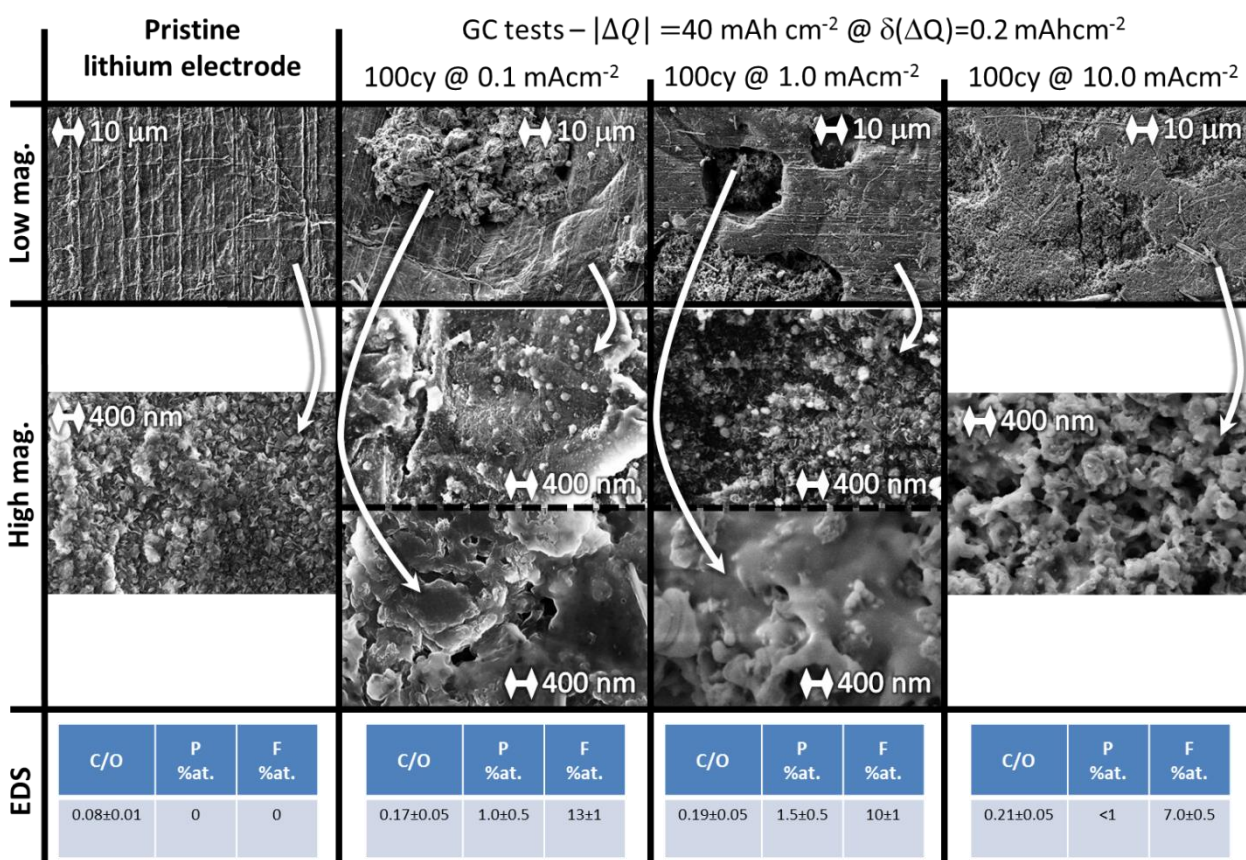 Pristine
lithium electrode
GC tests – |ΔQ| =40 mAh cm⁻² @ δ(ΔQ)=0.2 mAhcm⁻²
100cy @ 0.1 mAcm⁻²
100cy @ 1.0 mAcm⁻²
100cy @ 10.0 mAcm⁻²
Low mag.
10 µm
10 µm
10 µm
10 µm
High mag.
400 nm
400 nm
400 nm
400 nm
400 nm
400 nm
EDS
C/O
P
%at.
F
%at.
0.08±0.01
0
0
C/O
P
%at.
F
%at.
0.17±0.05
1.0±0.5
13±1
C/O
P
%at.
F
%at.
0.19±0.05
1.5±0.5
10±1
C/O
P
%at.
F
%at.
0.21±0.05
<1
7.0±0.5